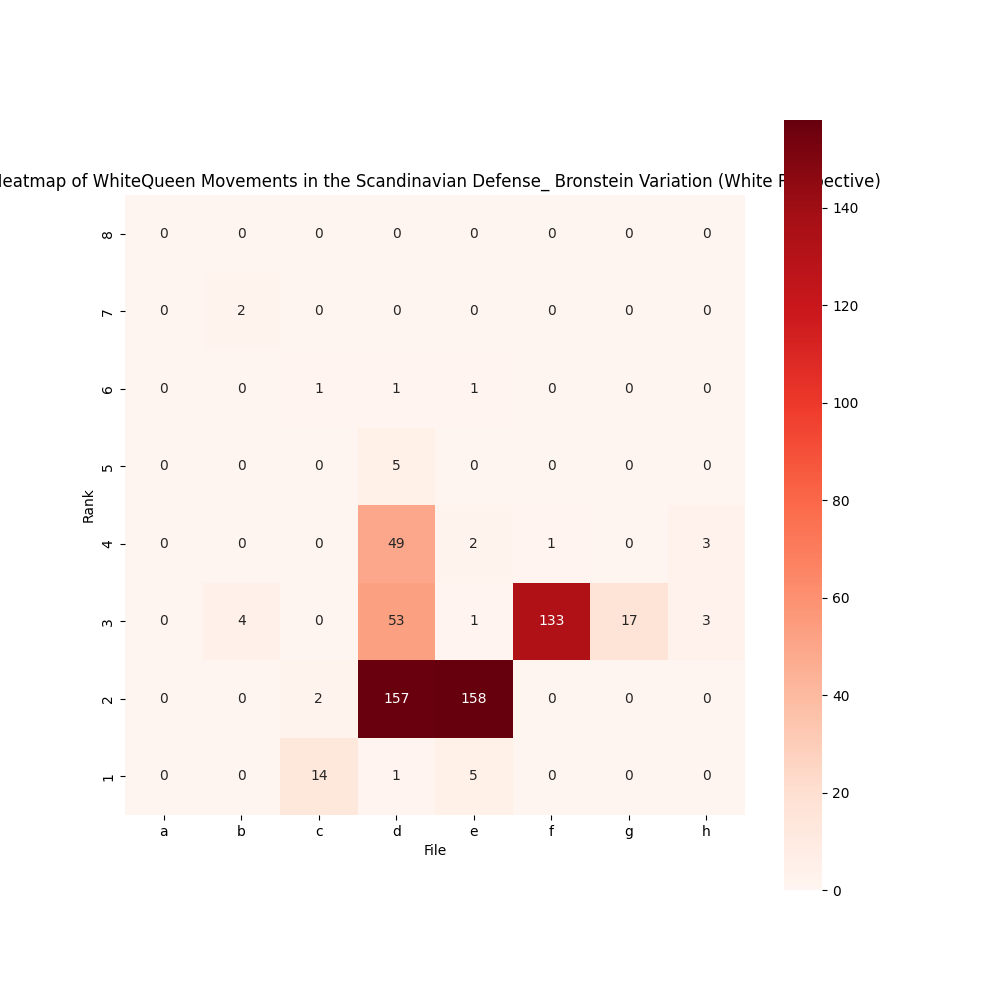 Heatmap of WhiteQueen Movements in the Scandinavian Defense_ Bronstein Variation (White Perspective)
8 0 0 0 0 0 0 0 0
7 0 2 0 0 0 0 0 0
6 0 0 1 1 1 0 0 0
5 0 0 0 5 0 0 0 0
4 0 0 0 49 2 1 0 3
3 0 4 0 53 1 133 17 3
2 0 0 2 157 158 0 0 0
1 0 0 14 1 5 0 0 0
a b c d e f g h
Rank
File
140
120
100
80
60
40
20
0